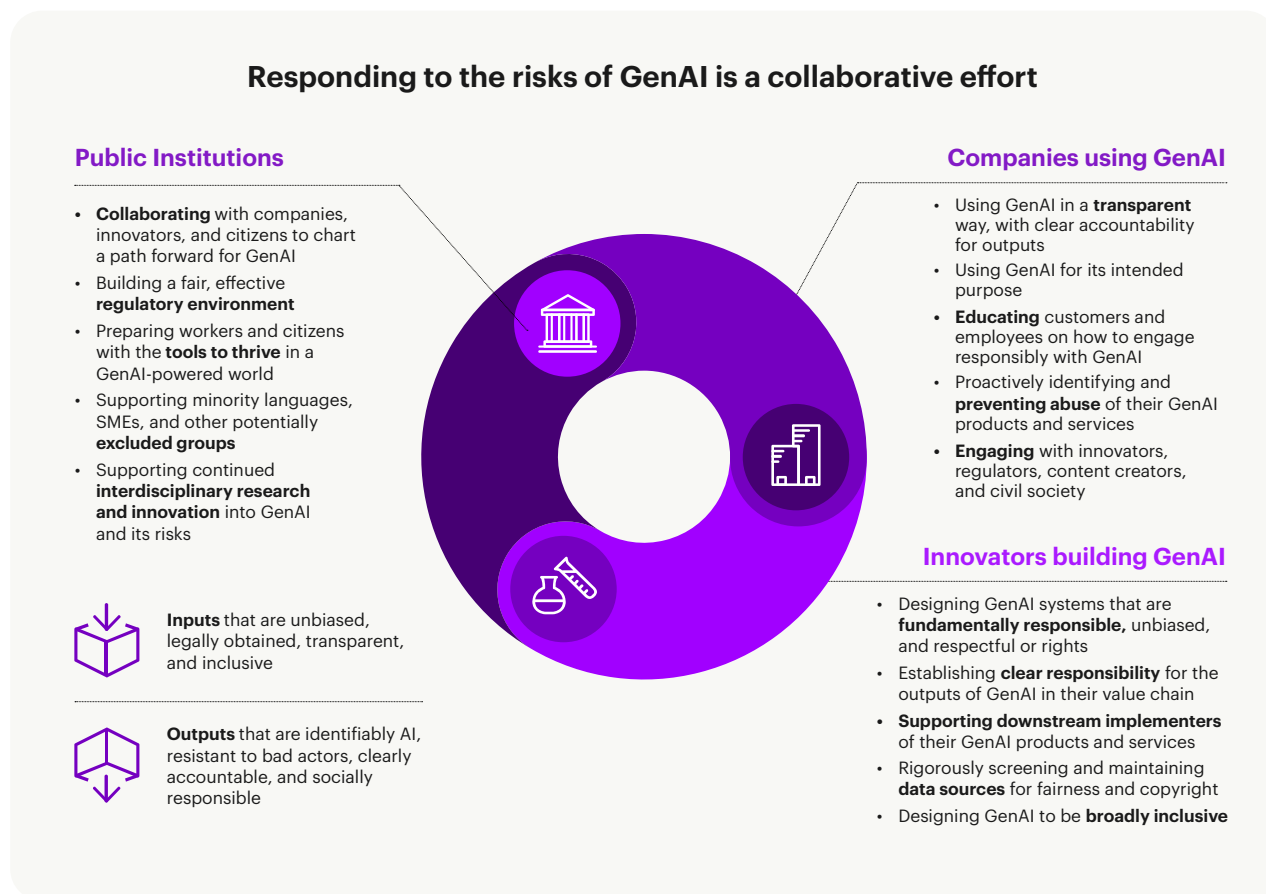 Responding to the risks of GenAI is a collaborative effort
Public Institutions
• Collaborating with companies,
innovators, and citizens to chart
a path forward for GenAI
• Building a fair, effective
regulatory environment
• Preparing workers and citizens
with the tools to thrive in a
GenAI-powered world
• Supporting minority languages,
SMEs, and other potentially
excluded groups
• Supporting continued
interdisciplinary research
and innovation into GenAI
and its risks
Inputs that are unbiased,
legally obtained, transparent,
and inclusive
Outputs that are identifiably AI,
resistant to bad actors, clearly
accountable, and socially
responsible
Companies using GenAI
• Using GenAI in a transparent
way, with clear accountability
for outputs
• Using GenAI for its intended
purpose
• Educating customers and
employees on how to engage
responsibly with GenAI
• Proactively identifying and
preventing abuse of their GenAI
products and services
• Engaging with innovators,
regulators, content creators,
and civil society
Innovators building GenAI
• Designing GenAI systems that are
fundamentally responsible, unbiased,
and respectful or rights
• Establishing clear responsibility for the
outputs of GenAI in their value chain
• Supporting downstream implementers
of their GenAI products and services
• Rigorously screening and maintaining
data sources for fairness and copyright
• Designing GenAI to be broadly inclusive